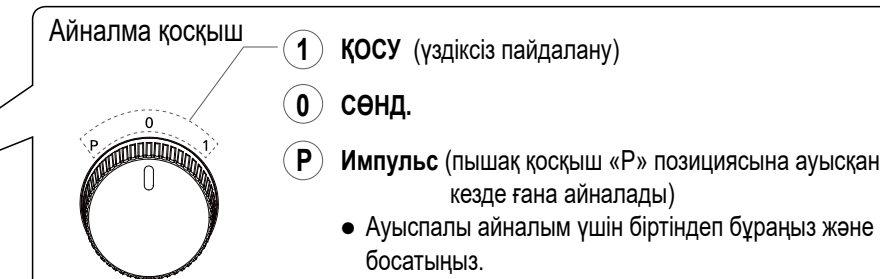 Айналма қосқыш
1 ҚОСУ (үздіксіз пайдалану)
0 СӨНД.
P Импульс (пышақ қосқыш «Р» позициясына ауысқан
кезде ғана айналады)
● Ауыспалы айналым үшін біртіндеп бұраңыз және
босатыңыз.
P 0 1